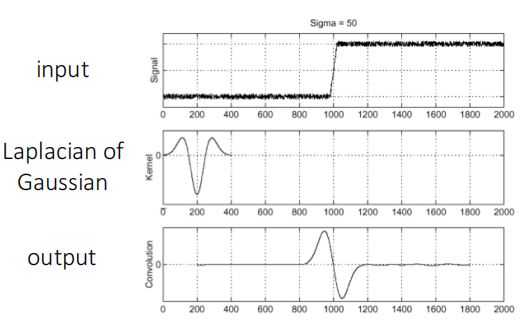 Sigma = 50
input
Signal
0 200 400 600 800 1000 1200 1400 1600 1800 2000
Laplacian of
Gaussian
Kernel
0
0 200 400 600 800 1000 1200 1400 1600 1800 2000
output
Convolution
0
0 200 400 600 800 1000 1200 1400 1600 1800 2000